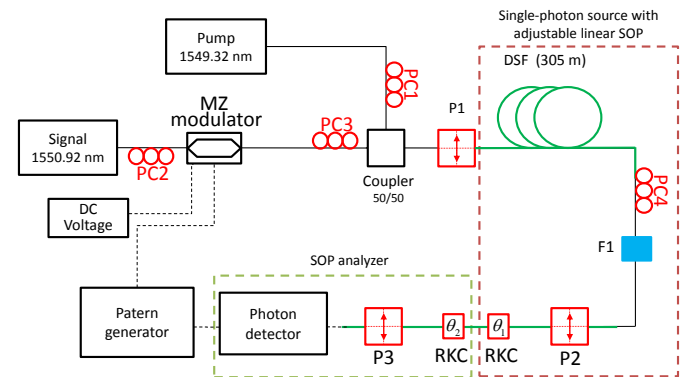 Single-photon source with
adjustable linear SOP
Pump
1549.32 nm
DSF (305 m)
PC1
MZ
modulator
PC3
P1
Signal
1550.92 nm
PC2
Coupler
50/50
PC4
DC
Voltage
F1
SOP analyzer
Patern
generator
Photon
detector
θ2
θ1
P3
RKC
RKC
P2